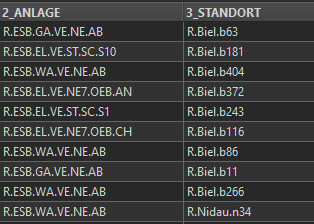 2_ANLAGE 3_STANDORT
R.ESB.GA.VE.NE.AB R.Biel.b63
R.ESB.EL.VE.ST.SC.S10 R.Biel.b181
R.ESB.WA.VE.NE.AB R.Biel.b404
R.ESB.EL.VE.NE7.OEB.AN R.Biel.b372
R.ESB.EL.VE.ST.SC.S1 R.Biel.b243
R.ESB.EL.VE.NE7.OEB.CH R.Biel.b116
R.ESB.WA.VE.NE.AB R.Biel.b86
R.ESB.GA.VE.NE.AB R.Biel.b11
R.ESB.WA.VE.NE.AB R.Biel.b266
R.ESB.WA.VE.NE.AB R.Nidau.n34